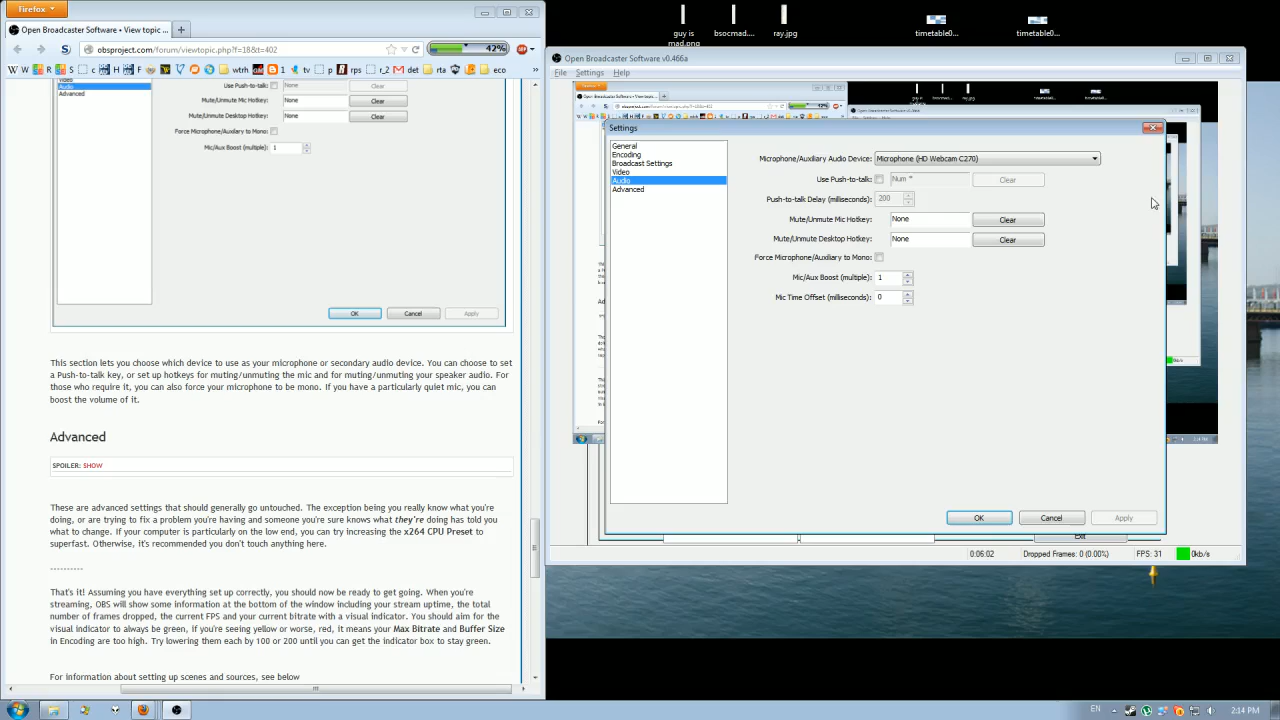 Firefox
Open Broadcaster Software • View topic ...
obsproject.com/forum/viewtopic.php?f=18&t=402
42%
wtrh
1
tv
p
rps
r_2
det
rta
eco
Video
Audio
Advanced
Use Push-to-talk:
None
Clear
Mute/Unmute Mic Hotkey:
None
Clear
Mute/Unmute Desktop Hotkey:
None
Clear
Force Microphone/Auxiliary to Mono:
Mic/Aux Boost (multiple):
1
OK
Cancel
Apply
This section lets you choose which device to use as your microphone or secondary audio device. You can choose to set
a Push-to-talk key, or set up hotkeys for muting/unmuting the mic and for muting/unmuting your speaker audio. For
those who require it, you can also force your microphone to be mono. If you have a particularly quiet mic, you can
boost the volume of it.
Advanced
SPOILER: SHOW
These are advanced settings that should generally go untouched. The exception being you really know what you're
doing, or are trying to fix a problem you're having and someone you're sure knows what they're doing has told you
what to change. If your computer is particularly on the low end, you can try increasing the x264 CPU Preset to
superfast. Otherwise, it's recommended you don't touch anything here.
----------
That's it! Assuming you have everything set up correctly, you should now be ready to get going. When you're
streaming, OBS will show some information at the bottom of the window including your stream uptime, the total
number of frames dropped, the current FPS and your current bitrate with a visual indicator. You should aim for the
visual indicator to always be green, If you're seeing yellow or worse, red, it means your Max Bitrate and Buffer Size
in Encoding are too high. Try lowering them each by 100 or 200 until you can get the indicator box to stay green.
For information about setting up scenes and sources, see below
guy is
mad.png
bsocmad....
ray.jpg
timetable0...
timetable0...
Open Broadcaster Software v0.466a
File Settings Help
Settings
General
Encoding
Broadcast Settings
Video
Audio
Advanced
Microphone/Auxiliary Audio Device: Microphone (HD Webcam C270)
Use Push-to-talk: Num * Clear
Push-to-talk Delay (milliseconds): 200
Mute/Unmute Mic Hotkey: None Clear
Mute/Unmute Desktop Hotkey: None Clear
Force Microphone/Auxiliary to Mono:
Mic/Aux Boost (multiple): 1
Mic Time Offset (milliseconds): 0
OK Cancel Apply
Exit
0:06:02 Dropped Frames: 0 (0.00%) FPS: 31 0kb/s
EN 2:14 PM